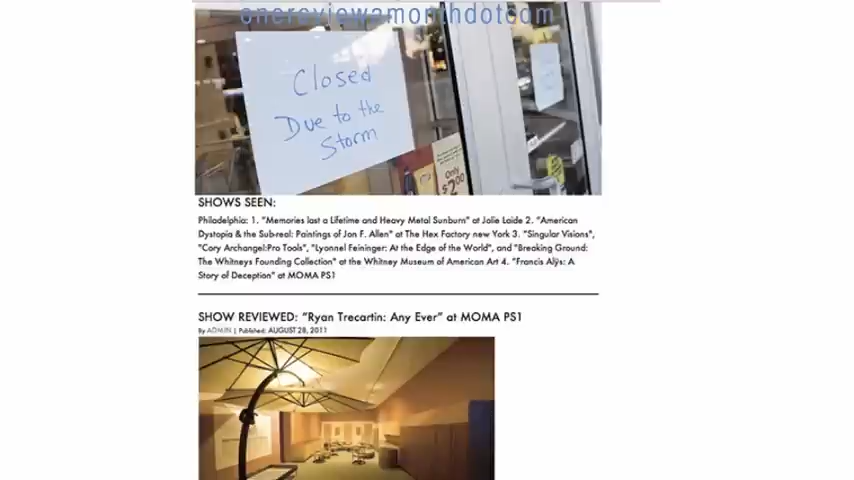 onereviewamonthdotcom
Closed
Due to the
Storm
Only
$2.00
SHOWS SEEN:
Philadelphia: 1. "Memories last a Lifetime and Heavy Metal Sunburn" at Jolie Laide 2. "American
Dystopia & the Sub-real: Paintings of Jon F. Allen" at The Hex Factory new York 3. "Singular Visions",
"Cory Archangel:Pro Tools", "Lyonnel Feininger: At the Edge of the World", and "Breaking Ground:
The Whitneys Founding Collection" at the Whitney Museum of American Art 4. "Francis Alÿs: A
Story of Deception" at MOMA PS1
SHOW REVIEWED: "Ryan Trecartin: Any Ever" at MOMA PS1
By ADMIN | Published: AUGUST 28, 2011